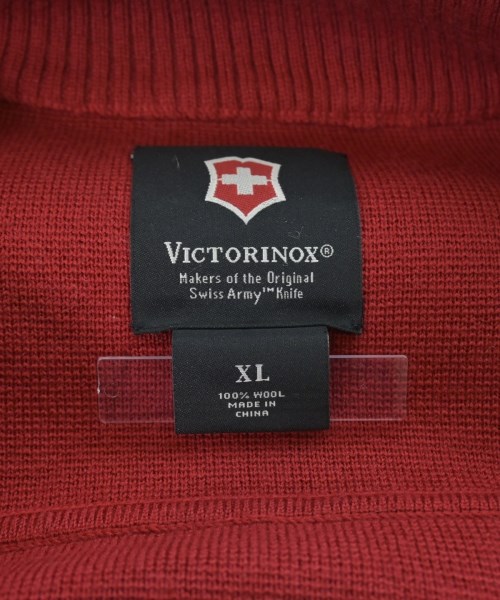 VICTORINOX®
Makers of the Original
Swiss Army™ Knife
XL
100% WOOL
MADE IN
CHINA